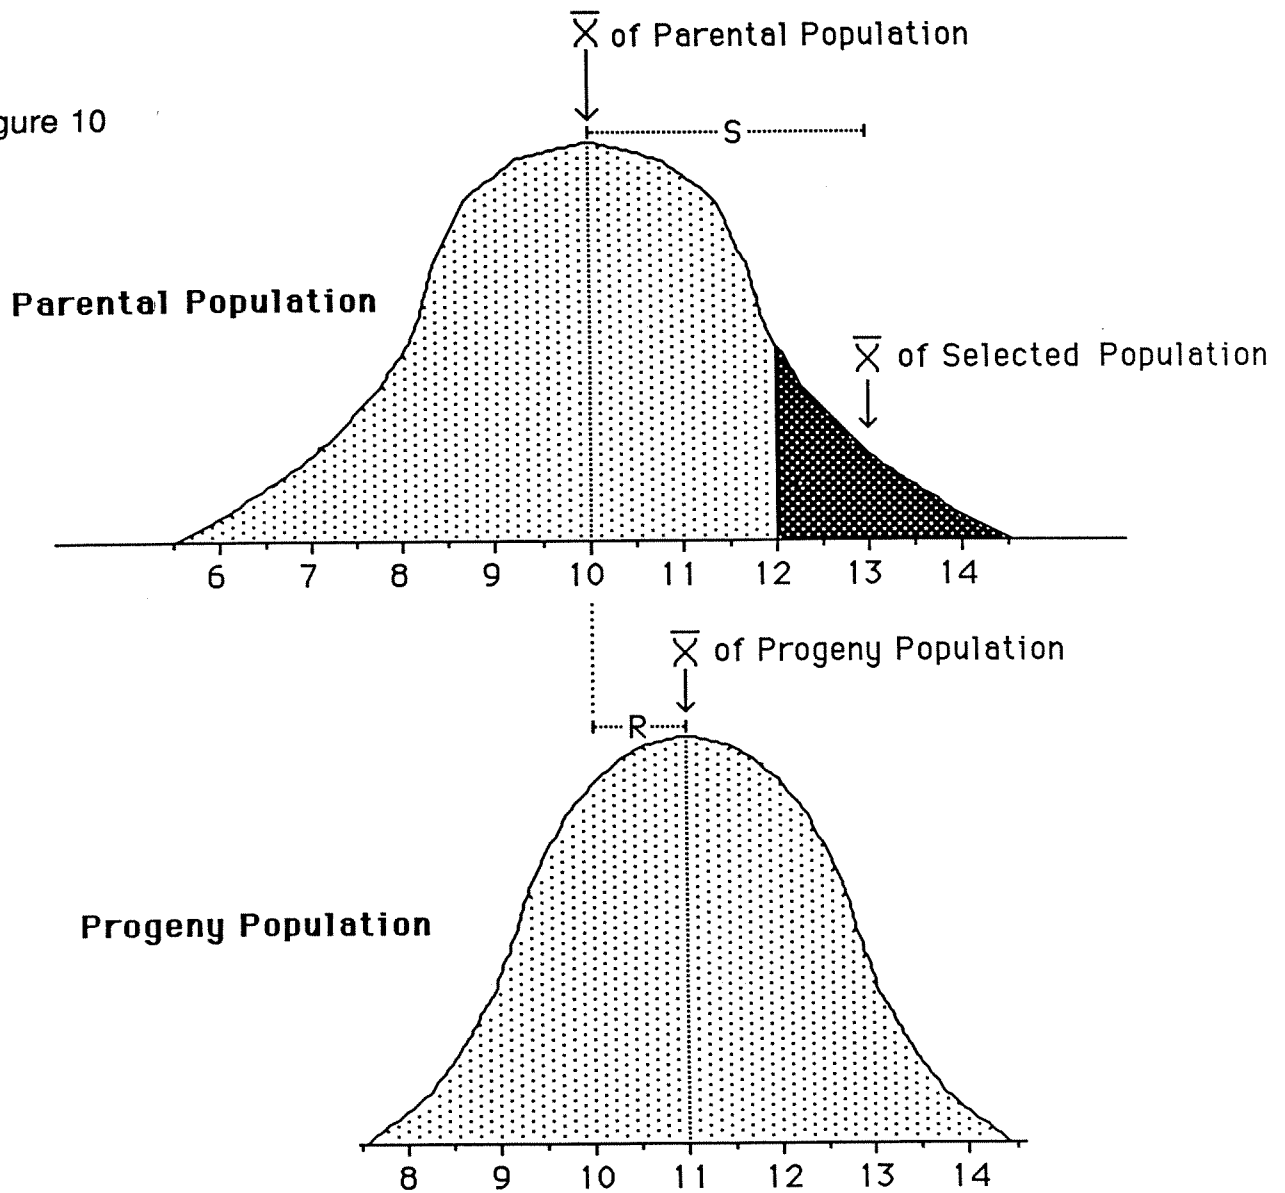 X̅ of Parental Population
gure 10
S
Parental Population
X̅ of Selected Population
6 7 8 9 10 11 12 13 14
X̅ of Progeny Population
R
Progeny Population
8 9 10 11 12 13 14